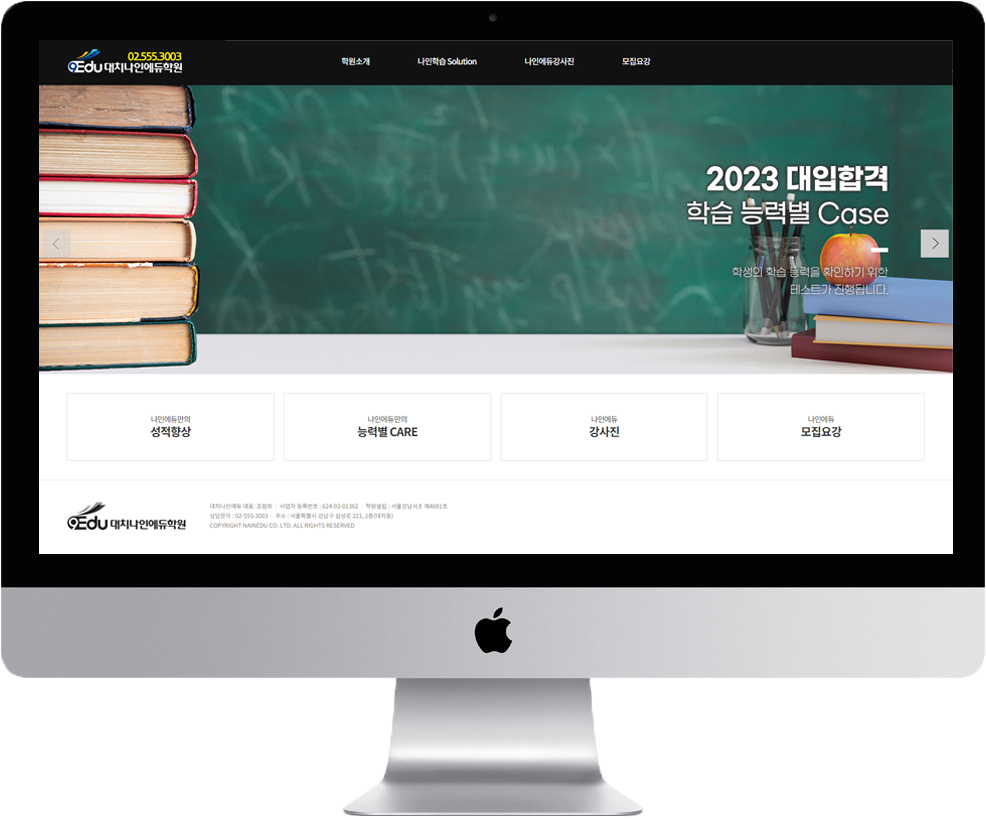 02.555.3003
9Edu 대치나인에듀학원
학원소개 나인학습 Solution 나인에듀강사진 모집요강
2023 대입합격
학습 능력별 Case
학생의 학습 능력을 확인하기 위한
테스트가 진행됩니다.
나인에듀만의
성적향상
나인에듀만의
능력별 CARE
나인에듀
강사진
나인에듀
모집요강
9Edu 대치나인에듀학원
대치나인에듀 대표: 조범희 | 사업자 등록번호 : 624-92-01362 | 학원설립 : 서울강남서초 제4691호
상담문의 : 02-555-3003 | 주소 : 서울특별시 강남구 삼성로 221, 2층(대치동)
COPYRIGHT NAINEDU CO. LTD. ALL RIGHTS RESERVED